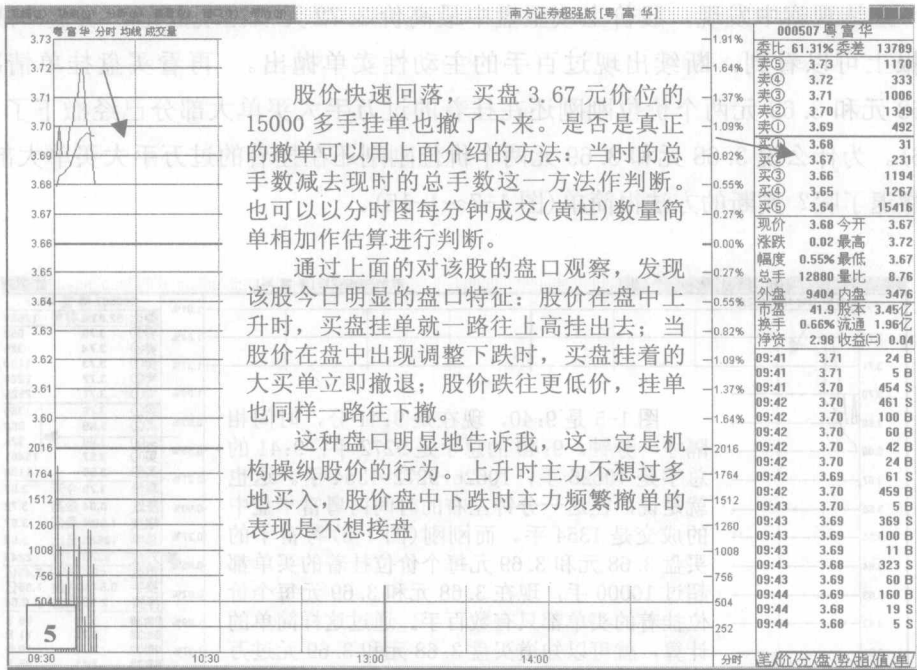 南方证券超强版[粤 富 华]
粤富华 分时 均线 成交量
3.73
3.72
3.71
3.70
3.69
3.68
3.67
3.66
3.65
3.64
3.63
3.62
3.61
3.60
2016
1764
1512
1260
1008
756
504
5
09:30
10:30
13:00
14:00
股价快速回落，买盘 3.67 元价位的
15000 多手挂单也撤了下来。是否是真正
的撤单可以用上面介绍的方法：当时的总
手数减去现时的总手数这一方法作判断。
也可以以分时图每分钟成交(黄柱)数量简
单相加作估算进行判断。
通过上面的对该股的盘口观察，发现
该股今日明显的盘口特征：股价在盘中上
升时，买盘挂单就一路往上高挂出去；当
股价在盘中出现调整下跌时，买盘挂着的
大买单立即撤退；股价跌往更低价，挂单
也同样一路往下撤。
这种盘口明显地告诉我，这一定是机
构操纵股价的行为。上升时主力不想过多
地买入，股价盘中下跌时主力频繁撤单的
表现是不想接盘
1.91%
1.64%
1.37%
1.09%
0.82%
0.55%
0.27%
0.00%
0.27%
0.55%
0.82%
1.09%
1.37%
1.64%
2016
1764
1512
1260
1008
756
504
252
分时
000507 粤富华
委比 61.31% 委差 13789
卖⑤ 3.73 1170
卖④ 3.72 333
卖③ 3.71 1006
卖② 3.70 1349
卖① 3.69 492
买① 3.68 31
买② 3.67 231
买③ 3.66 1194
买④ 3.65 1267
买⑤ 3.64 15416
现价 3.68 今开 3.67
涨跌 0.02 最高 3.72
幅度 0.55% 最低 3.67
总手 12880 量比 8.76
外盘 9404 内盘 3476
市盈 41.9 股本 3.45亿
换手 0.66% 流通 1.96亿
净资 2.98 收益㈡ 0.04
09:41 3.71 24 B
09:41 3.71 5 B
09:41 3.70 454 S
09:42 3.70 461 S
09:42 3.70 100 B
09:42 3.70 60 B
09:42 3.70 42 B
09:42 3.70 24 B
09:42 3.69 61 S
09:42 3.70 459 B
09:43 3.70 5 B
09:43 3.69 369 S
09:43 3.69 100 B
09:43 3.69 11 B
09:43 3.68 323 S
09:43 3.69 60 B
09:44 3.69 160 B
09:44 3.68 19 S
09:44 3.68 5 S
笔/价/分/盘/势/指/值/单